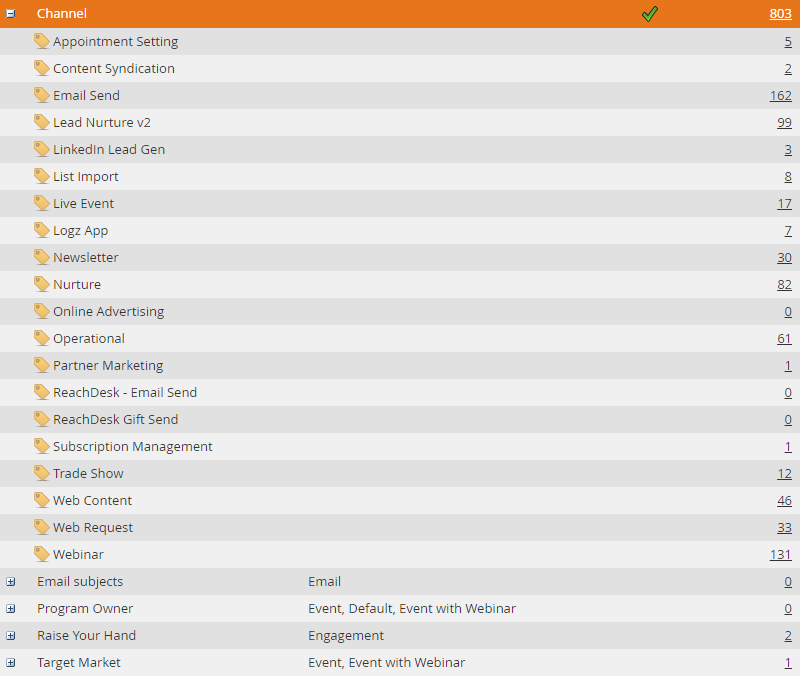 Channel 803
Appointment Setting 5
Content Syndication 2
Email Send 162
Lead Nurture v2 99
LinkedIn Lead Gen 3
List Import 8
Live Event 17
Logz App 7
Newsletter 30
Nurture 82
Online Advertising 0
Operational 61
Partner Marketing 1
ReachDesk - Email Send 0
ReachDesk Gift Send 0
Subscription Management 1
Trade Show 12
Web Content 46
Web Request 33
Webinar 131
Email subjects Email 0
Program Owner Event, Default, Event with Webinar 0
Raise Your Hand Engagement 2
Target Market Event, Event with Webinar 1